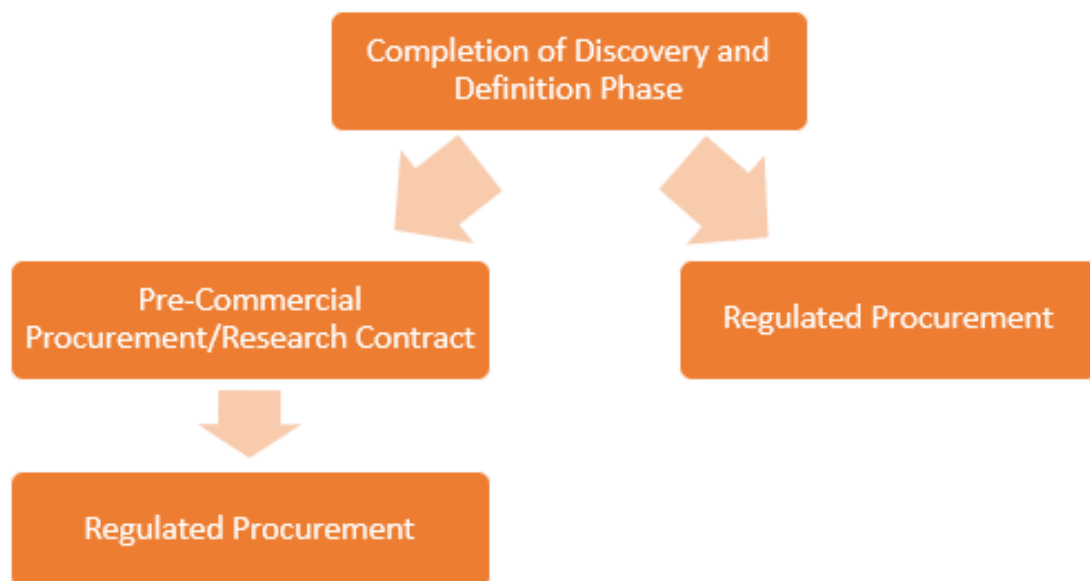 Completion of Discovery and
Definition Phase
Pre-Commercial
Procurement/Research Contract
Regulated Procurement
Regulated Procurement